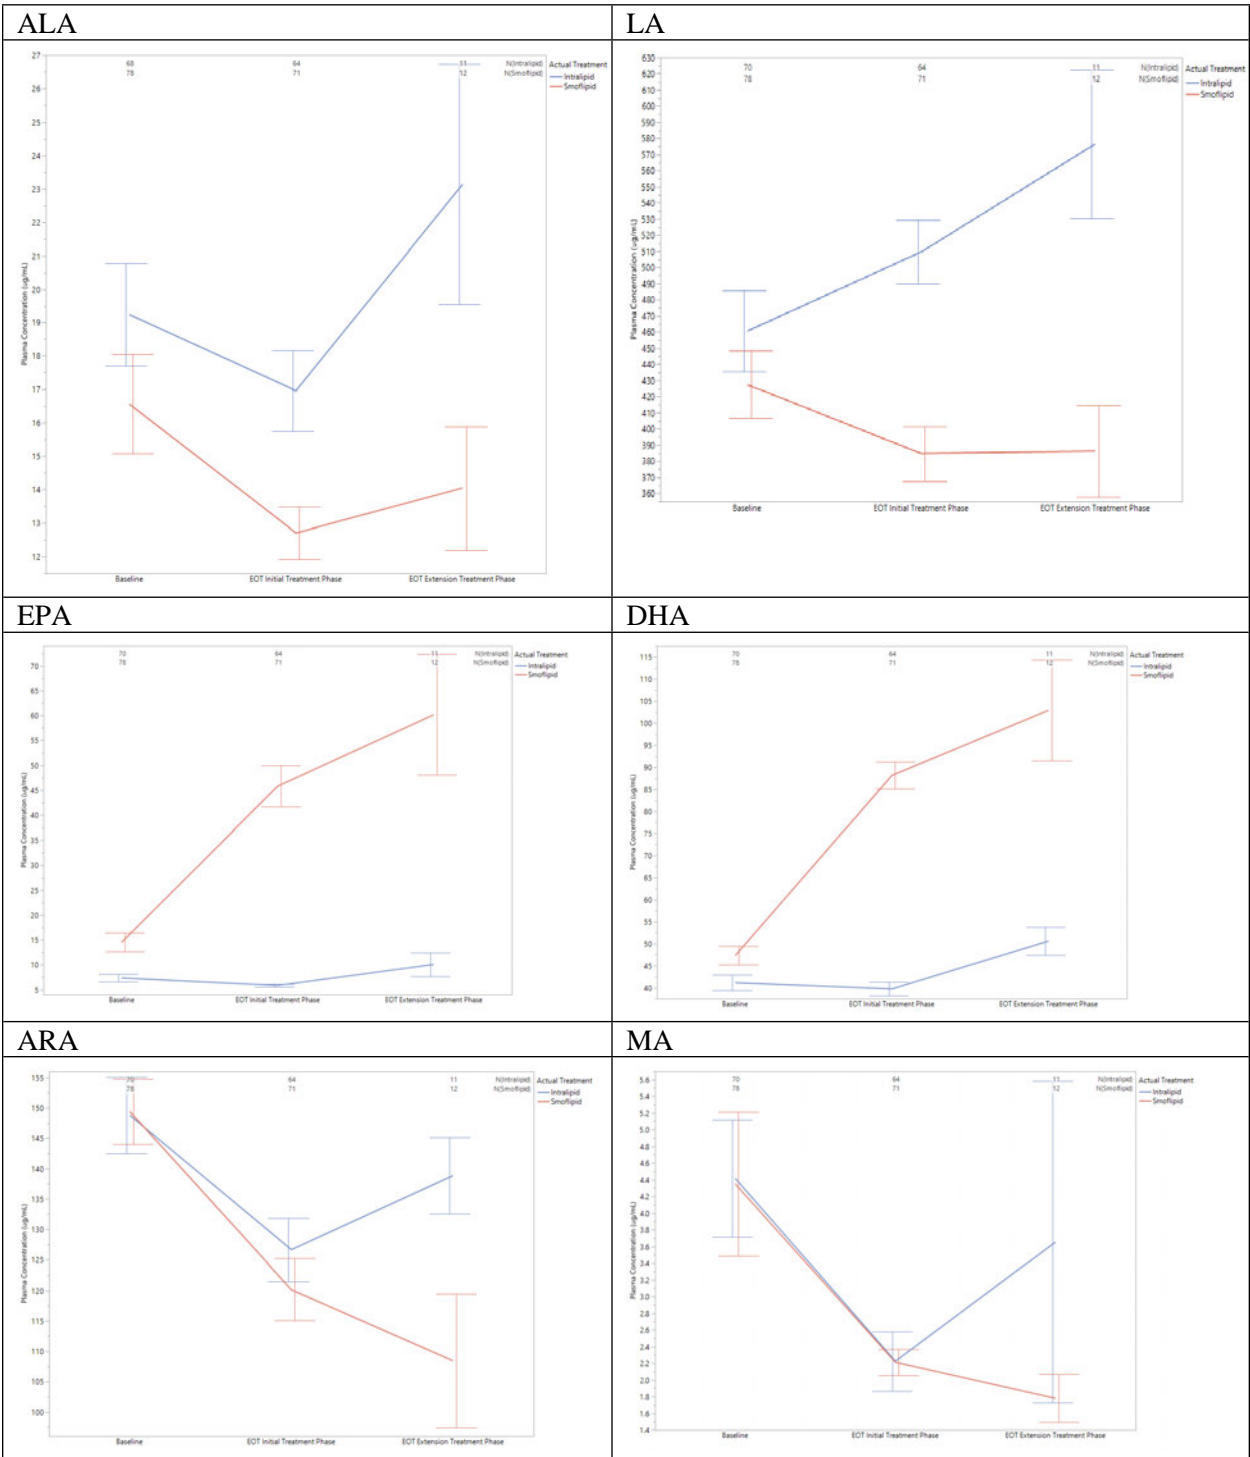 ALA
LA
27
26
25
24
23
22
21
20
19
18
17
16
15
14
13
12
Plasma Concentration (ug/mL)
68 64 11 N(Intralipid)
78 71 12 N(Smoflipid)
Actual Treatment
Intralipid
Smoflipid
Baseline EOT Initial Treatment Phase EOT Extension Treatment Phase
630
620
610
600
590
580
570
560
550
540
530
520
510
500
490
480
470
460
450
440
430
420
410
400
390
380
370
360
Plasma Concentration (ug/mL)
70 64 11 N(Intralipid)
78 71 12 N(Smoflipid)
Actual Treatment
Intralipid
Smoflipid
Baseline EOT Initial Treatment Phase EOT Extension Treatment Phase
EPA
DHA
70
65
60
55
50
45
40
35
30
25
20
15
10
5
Plasma Concentration (ug/mL)
70 64 11 N(Intralipid)
78 71 12 N(Smoflipid)
Actual Treatment
Intralipid
Smoflipid
Baseline EOT Initial Treatment Phase EOT Extension Treatment Phase
115
110
105
100
95
90
85
80
75
70
65
60
55
50
45
40
Plasma Concentration (ug/mL)
70 64 11 N(Intralipid)
78 71 12 N(Smoflipid)
Actual Treatment
Intralipid
Smoflipid
Baseline EOT Initial Treatment Phase EOT Extension Treatment Phase
ARA
MA
155
150
145
140
135
130
125
120
115
110
105
100
Plasma Concentration (ug/mL)
70 64 11 N(Intralipid)
78 71 12 N(Smoflipid)
Actual Treatment
Intralipid
Smoflipid
Baseline EOT Initial Treatment Phase EOT Extension Treatment Phase
5.6
5.4
5.2
5.0
4.8
4.6
4.4
4.2
4.0
3.8
3.6
3.4
3.2
3.0
2.8
2.6
2.4
2.2
2.0
1.8
1.6
1.4
Plasma Concentration (ug/mL)
70 64 11 N(Intralipid)
78 71 12 N(Smoflipid)
Actual Treatment
Intralipid
Smoflipid
Baseline EOT Initial Treatment Phase EOT Extension Treatment Phase